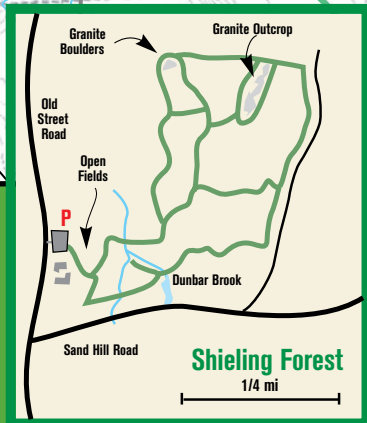 Granite
Boulders
Granite Outcrop
Old
Street
Road
Open
Fields
P
Dunbar Brook
Sand Hill Road
Shieling Forest
1/4 mi